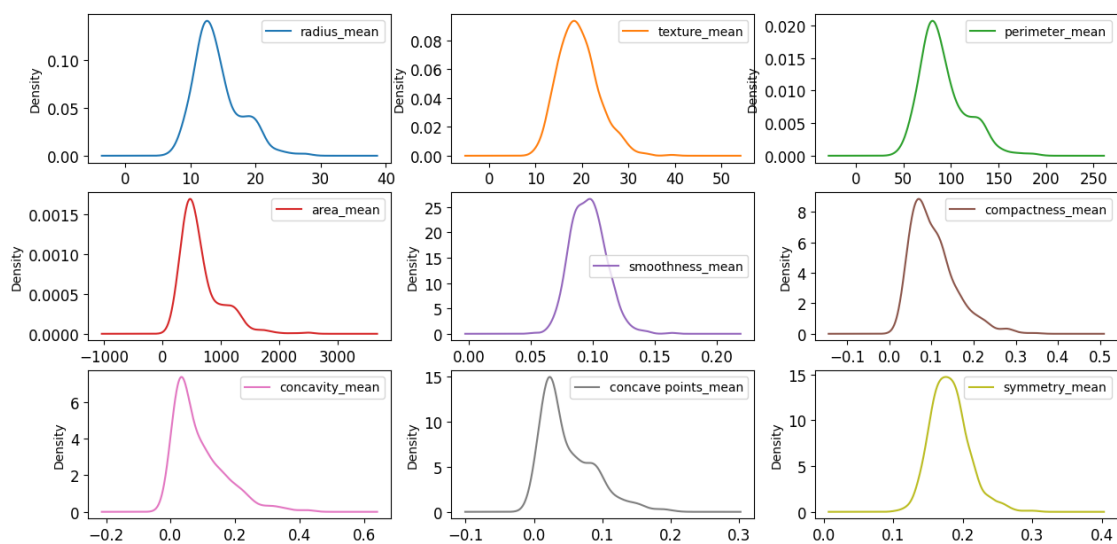 Density
0.10
0.05
0.00
radius_mean
0 10 20 30 40
Density
0.08
0.06
0.04
0.02
0.00
texture_mean
0 10 20 30 40 50
Density
0.020
0.015
0.010
0.005
0.000
perimeter_mean
0 50 100 150 200 250
Density
0.0015
0.0010
0.0005
0.0000
area_mean
−1000 0 1000 2000 3000
Density
25
20
15
10
5
0
smoothness_mean
0.00 0.05 0.10 0.15 0.20
Density
8
6
4
2
0
compactness_mean
−0.1 0.0 0.1 0.2 0.3 0.4 0.5
Density
6
4
2
0
concavity_mean
−0.2 0.0 0.2 0.4 0.6
Density
15
10
5
0
concave points_mean
−0.1 0.0 0.1 0.2 0.3
Density
15
10
5
0
symmetry_mean
0.0 0.1 0.2 0.3 0.4